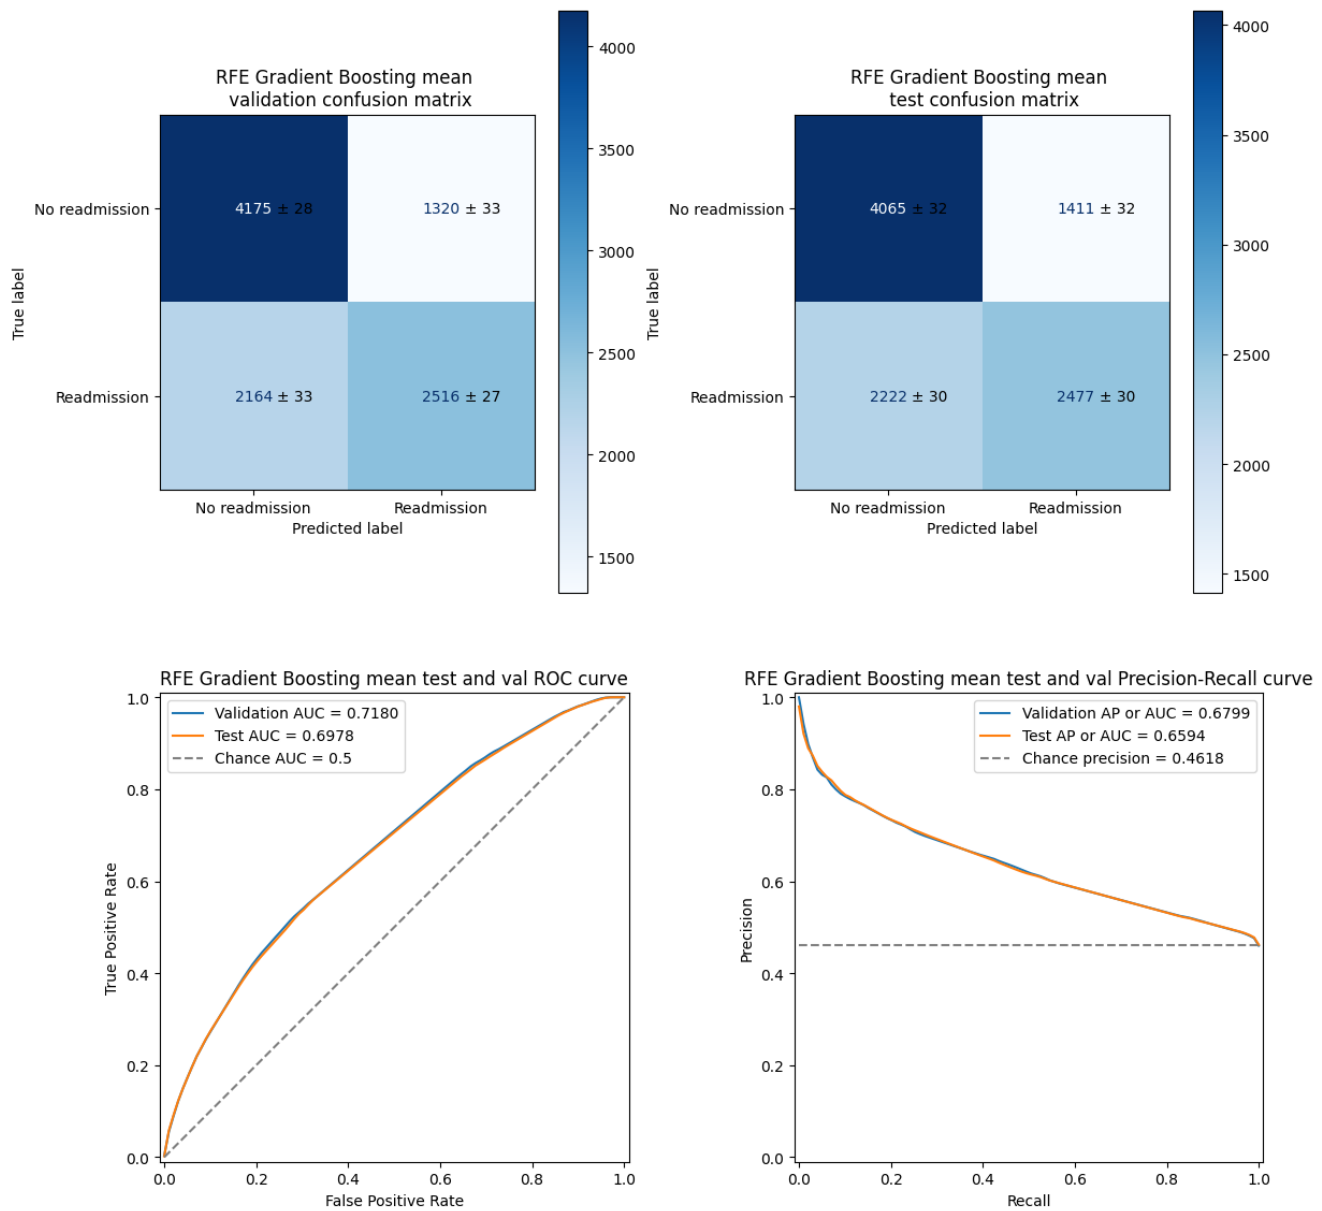 RFE Gradient Boosting mean
validation confusion matrix
True label
No readmission
Readmission
4175 ± 28
1320 ± 33
2164 ± 33
2516 ± 27
No readmission
Readmission
Predicted label
4000
3500
3000
2500
2000
1500
RFE Gradient Boosting mean
test confusion matrix
True label
No readmission
Readmission
4065 ± 32
1411 ± 32
2222 ± 30
2477 ± 30
No readmission
Readmission
Predicted label
4000
3500
3000
2500
2000
1500
RFE Gradient Boosting mean test and val ROC curve
Validation AUC = 0.7180
Test AUC = 0.6978
Chance AUC = 0.5
True Positive Rate
1.0
0.8
0.6
0.4
0.2
0.0
0.0
0.2
0.4
0.6
0.8
1.0
False Positive Rate
RFE Gradient Boosting mean test and val Precision-Recall curve
Validation AP or AUC = 0.6799
Test AP or AUC = 0.6594
Chance precision = 0.4618
Precision
1.0
0.8
0.6
0.4
0.2
0.0
0.0
0.2
0.4
0.6
0.8
1.0
Recall